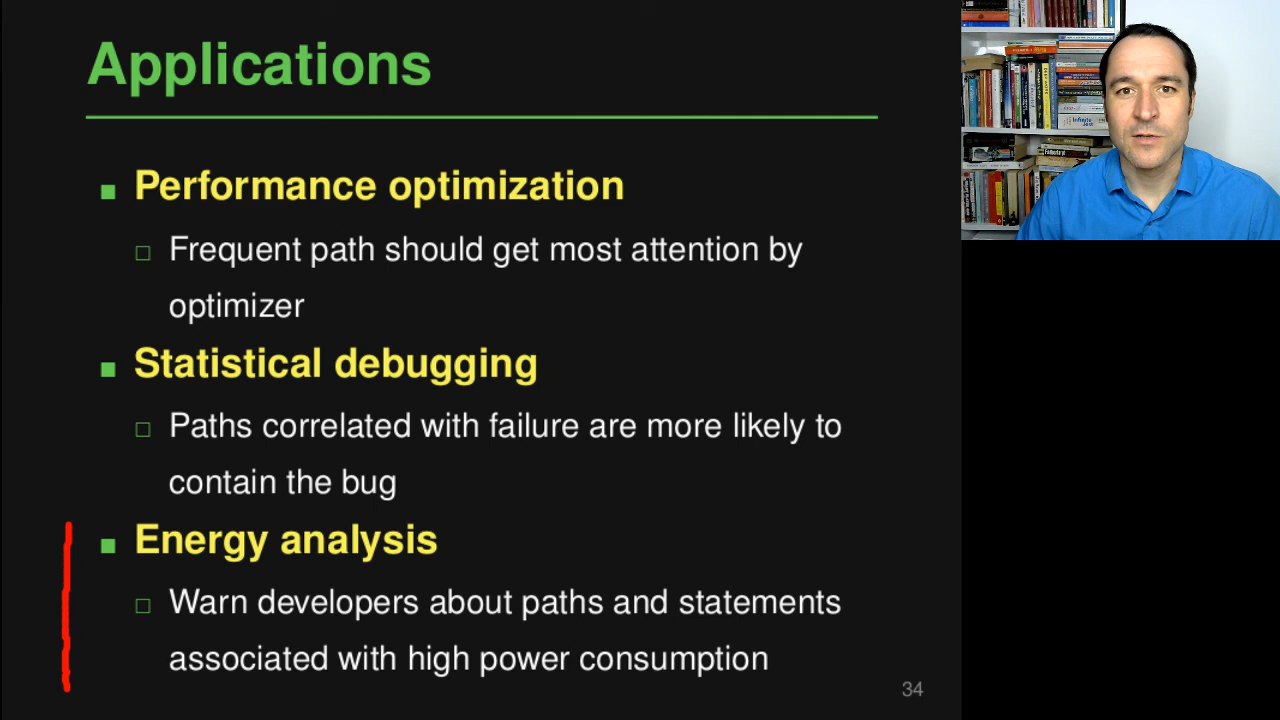 Applications
Performance optimization
Frequent path should get most attention by
optimizer
Statistical debugging
Paths correlated with failure are more likely to
contain the bug
Energy analysis
Warn developers about paths and statements
associated with high power consumption
34
Infinite
Jest